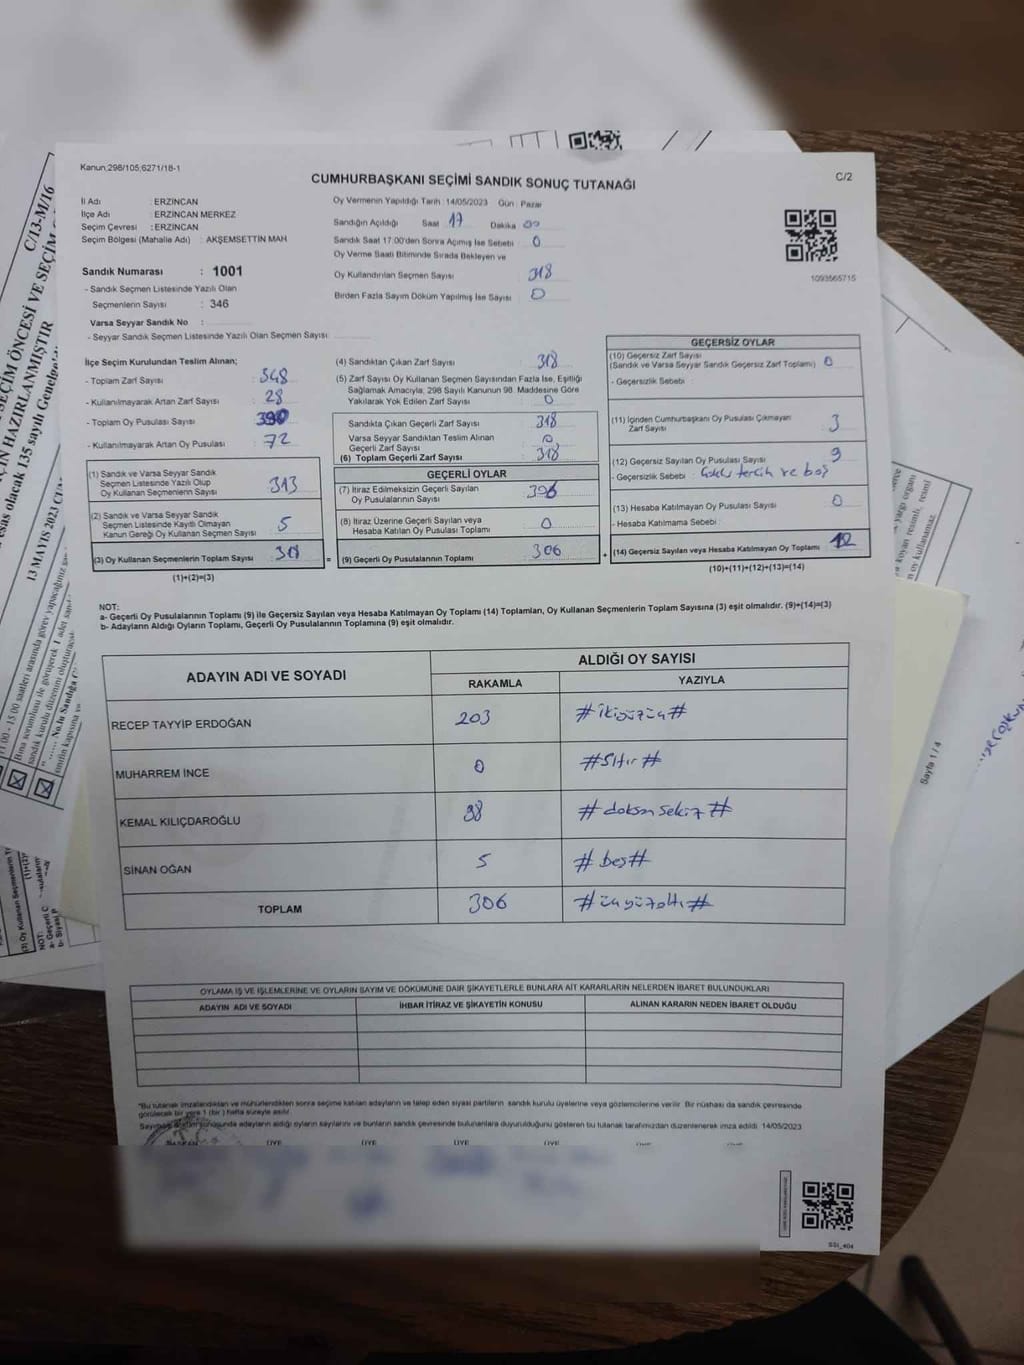 Kanun;298/105;6271/18-1
CUMHURBAŞKANI SEÇİMİ SANDIK SONUÇ TUTANAĞI
C/2
İl Adı : ERZİNCAN
İlçe Adı : ERZİNCAN MERKEZ
Seçim Çevresi : ERZİNCAN
Seçim Bölgesi (Mahalle Adı) : AKŞEMSETTİN MAH
Sandık Numarası : 1001
- Sandık Seçmen Listesinde Yazılı Olan
Seçmenlerin Sayısı : 346
Varsa Seyyar Sandık No :
- Seyyar Sandık Seçmen Listesinde Yazılı Olan Seçmen Sayısı:
Oy Vermenin Yapıldığı Tarih : 14/05/2023 Gün : Pazar
Sandığın Açıldığı Saat 17 Dakika 00
Sandık Saat 17:00'den Sonra Açılmış İse Sebebi : 0
Oy Verme Saati Bitiminde Sırada Bekleyen ve
Oy Kullandırılan Seçmen Sayısı : 318
Birden Fazla Sayım Döküm Yapılmış İse Sayısı : 0
1093565715
İlçe Seçim Kurulundan Teslim Alınan;
- Toplam Zarf Sayısı : 348
- Kullanılmayarak Artan Zarf Sayısı : 28
- Toplam Oy Pusulası Sayısı : 390
- Kullanılmayarak Artan Oy Pusulası : 72
(1) Sandık ve Varsa Seyyar Sandık
Seçmen Listesinde Yazılı Olup
Oy Kullanan Seçmenlerin Sayısı : 313
(2) Sandık ve Varsa Seyyar Sandık
Seçmen Listesinde Kayıtlı Olmayan
Kanun Gereği Oy Kullanan Seçmen Sayısı : 5
(3) Oy Kullanan Seçmenlerin Toplam Sayısı : 318
(1)+(2)=(3)
(4) Sandıktan Çıkan Zarf Sayısı : 318
(5) Zarf Sayısı Oy Kullanan Seçmen Sayısından Fazla İse, Eşitliği
Sağlamak Amacıyla, 298 Sayılı Kanunun 98. Maddesine Göre
Yakılarak Yok Edilen Zarf Sayısı : 0
Sandıkta Çıkan Geçerli Zarf Sayısı : 318
Varsa Seyyar Sandıktan Teslim Alınan
Geçerli Zarf Sayısı : 0
(6) Toplam Geçerli Zarf Sayısı : 318
GEÇERLİ OYLAR
(7) İtiraz Edilmeksizin Geçerli Sayılan
Oy Pusulalarının Sayısı : 306
(8) İtiraz Üzerine Geçerli Sayılan veya
Hesaba Katılan Oy Pusulası Toplamı : 0
= (9) Geçerli Oy Pusulalarının Toplamı : 306
GEÇERSİZ OYLAR
(10) Geçersiz Zarf Sayısı
(Sandık ve Varsa Seyyar Sandık Geçersiz Zarf Toplamı) : 0
- Geçersizlik Sebebi :
(11) İçinden Cumhurbaşkanı Oy Pusulası Çıkmayan
Zarf Sayısı : 3
(12) Geçersiz Sayılan Oy Pusulası Sayısı : 9
- Geçersizlik Sebebi : tercih ve boş
(13) Hesaba Katılmayan Oy Pusulası Sayısı : 0
- Hesaba Katılmama Sebebi :
+ (14) Geçersiz Sayılan veya Hesaba Katılmayan Oy Toplamı : 12
(10)+(11)+(12)+(13)=(14)
NOT:
a- Geçerli Oy Pusulalarının Toplamı (9) ile Geçersiz Sayılan veya Hesaba Katılmayan Oy Toplamı (14) Toplamları, Oy Kullanan Seçmenlerin Toplam Sayısına (3) eşit olmalıdır. (9)+(14)=(3)
b- Adayların Aldığı Oyların Toplamı, Geçerli Oy Pusulalarının Toplamına (9) eşit olmalıdır.
ADAYIN ADI VE SOYADI
ALDIĞI OY SAYISI
RAKAMLA YAZIYLA
RECEP TAYYİP ERDOĞAN 203 #ikiyüzüç#
MUHARREM İNCE 0 #Sıfır#
KEMAL KILIÇDAROĞLU 98 #doksan sekiz#
SİNAN OĞAN 5 #beş#
TOPLAM 306 #üçyüzaltı#
OYLAMA İŞ VE İŞLEMLERİNE VE OYLARIN SAYIM VE DÖKÜMÜNE DAİR ŞİKAYETLERLE BUNLARA AİT KARARLARIN NELERDEN İBARET BULUNDUKLARI
ADAYIN ADI VE SOYADI İHBAR İTİRAZ VE ŞİKAYETİN KONUSU ALINAN KARARIN NEDEN İBARET OLDUĞU
*Bu tutanak imzalandıktan ve mühürlendikten sonra seçime katılan adayların ve talep eden siyasi partilerin sandık kurulu üyelerine veya gözlemcilerine verilir. Bir nüshası da sandık çevresinde
görülecek bir yere 1 (bir) hafta süreyle asılır.
adayların aldığı oyların sayılarını ve bunların sandık çevresinde bulunanlara duyurulduğunu gösteren bu tutanak tarafımızdan düzenlenerek imza edildi. 14/05/2023
BAŞKAN ÜYE ÜYE ÜYE ÜYE
SSI_404
C/13-M/16
HAZIRLANMIŞTIR
Sayfa 1 / 4